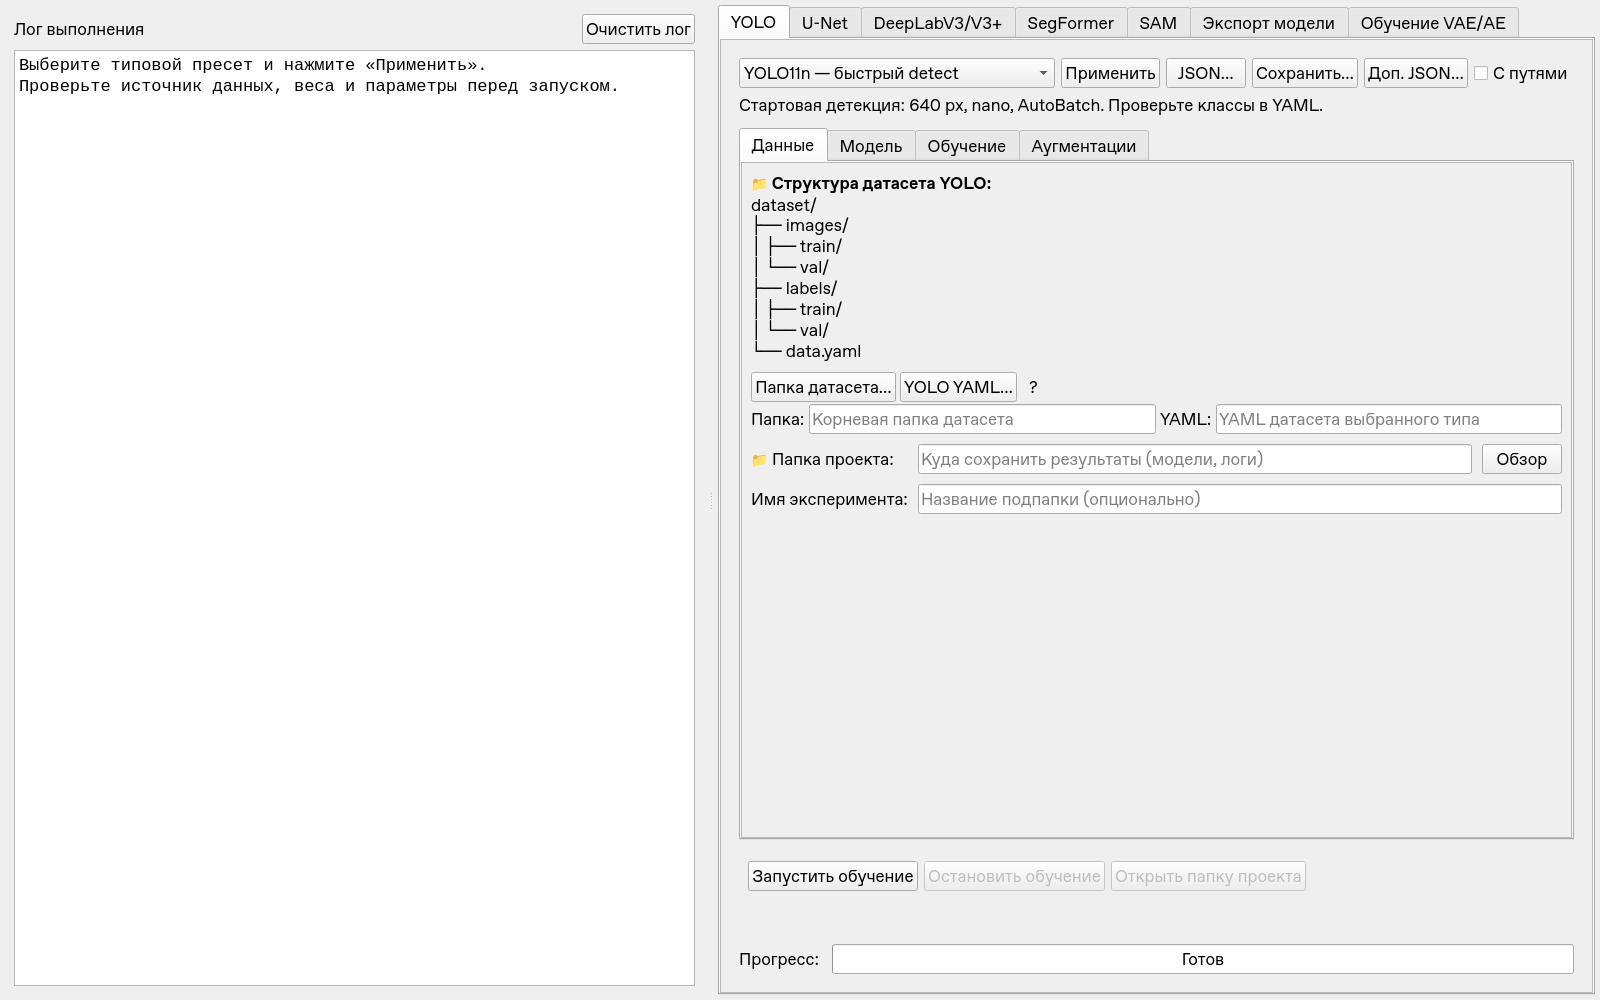 Лог выполнения
Очистить лог
Выберите типовой пресет и нажмите «Применить».
Проверьте источник данных, веса и параметры перед запуском.
YOLO U-Net DeepLabV3/V3+ SegFormer SAM Экспорт модели Обучение VAE/AE
YOLO11n — быстрый detect Применить JSON... Сохранить... Доп. JSON... С путями
Стартовая детекция: 640 px, nano, AutoBatch. Проверьте классы в YAML.
Данные Модель Обучение Аугментации
📁 Структура датасета YOLO:
dataset/
├── images/
│ ├── train/
│ └── val/
├── labels/
│ ├── train/
│ └── val/
└── data.yaml
Папка датасета... YOLO YAML... ?
Папка: Корневая папка датасета YAML: YAML датасета выбранного типа
📁 Папка проекта: Куда сохранить результаты (модели, логи) Обзор
Имя эксперимента: Название подпапки (опционально)
Запустить обучение Остановить обучение Открыть папку проекта
Прогресс: Готов